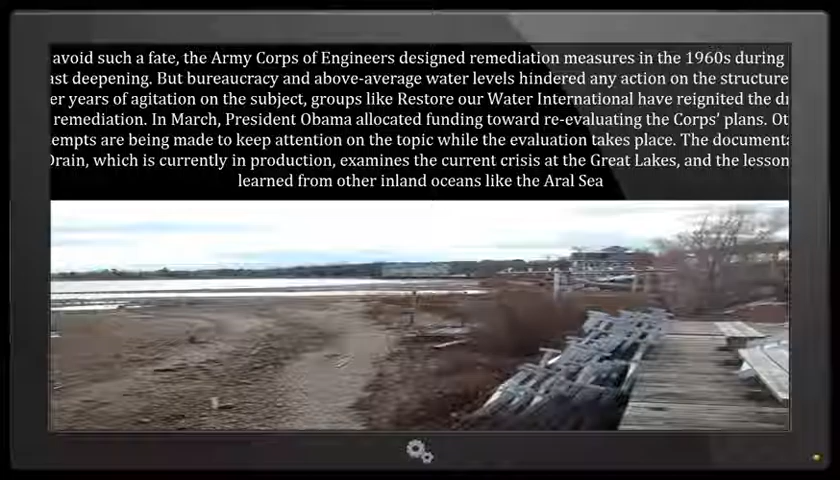 avoid such a fate, the Army Corps of Engineers designed remediation measures in the 1960s during
deepening. But bureaucracy and above-average water levels hindered any action on the structure
years of agitation on the subject, groups like Restore our Water International have reignited the
remediation. In March, President Obama allocated funding toward re-evaluating the Corps' plans.
are being made to keep attention on the topic while the evaluation takes place. The
which is currently in production, examines the current crisis at the Great Lakes, and the lesson
learned from other inland oceans like the Aral Sea